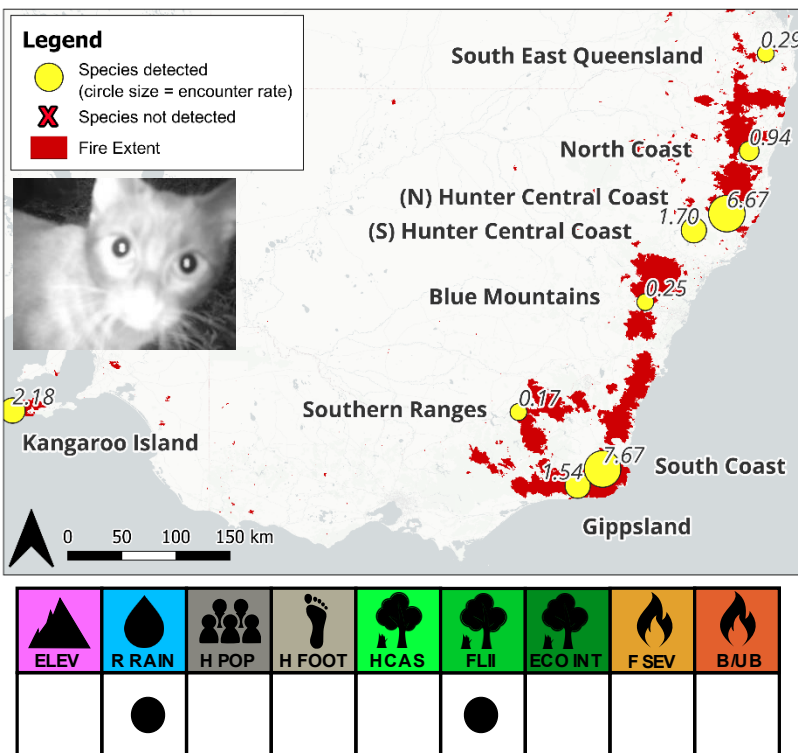 Legend
Species detected
(circle size = encounter rate)
X Species not detected
Fire Extent
South East Queensland
0.29
North Coast
0.94
(N) Hunter Central Coast
6.67
(S) Hunter Central Coast
1.70
Blue Mountains
0.25
Southern Ranges
0.17
2.18
Kangaroo Island
7.67
South Coast
1.54
Gippsland
0 50 100 150 km
ELEV R RAIN H POP H FOOT HCAS FLII ECO INT F SEV B/UB